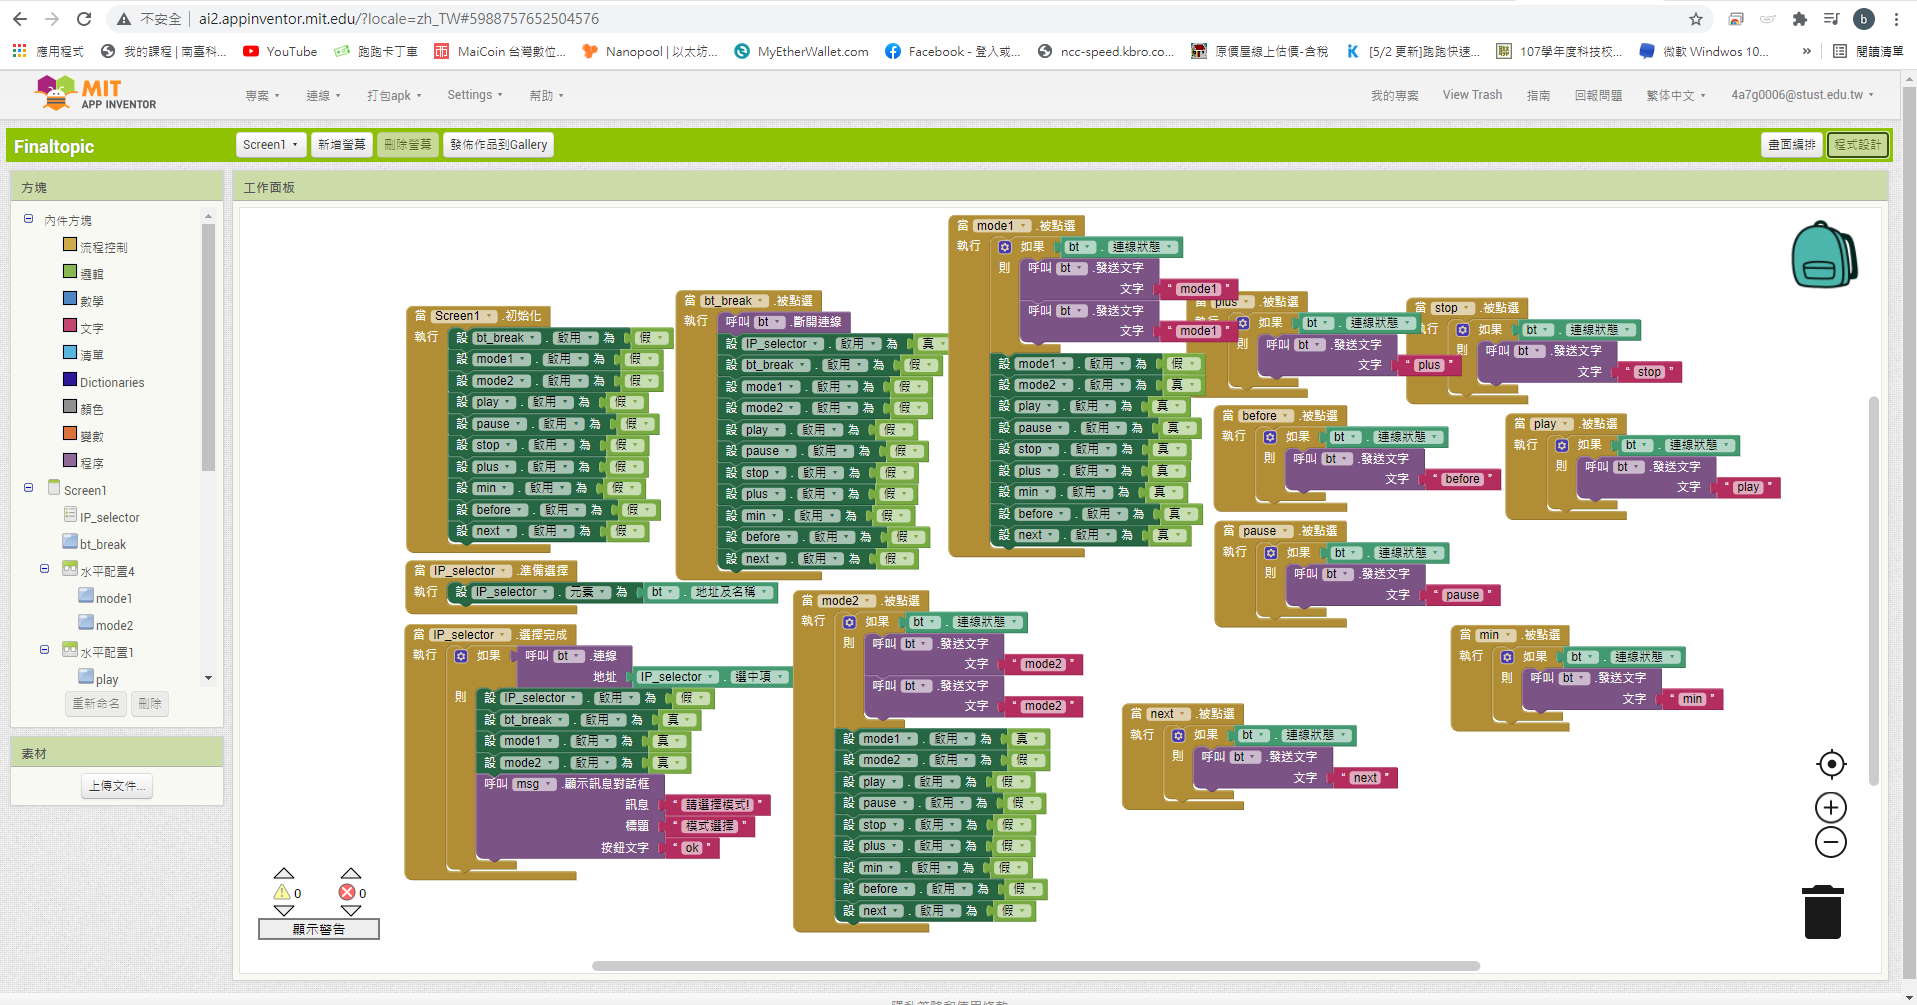 不安全 | ai2.appinventor.mit.edu/?locale=zh_TW#5988757652504576
b
應用程式 我的課程 | 南臺科... YouTube 跑跑卡丁車 MaiCoin 台灣數位... Nanopool | 以太坊... MyEtherWallet.com Facebook - 登入或... ncc-speed.kbro.co... 原價屋線上估價-含稅 [5/2 更新]跑跑快速... 107學年度科技校... 微軟 Windwos 10... » 閱讀清單
MIT
APP INVENTOR
專案 連線 打包apk Settings 幫助 我的專案 View Trash 指南 回報問題 繁体中文 4a7g0006@stust.edu.tw
Finaltopic Screen1 新增螢幕 刪除螢幕 發佈作品到Gallery 畫面編排 程式設計
方塊
內件方塊
流程控制
邏輯
數學
文字
清單
Dictionaries
顏色
變數
程序
Screen1
IP_selector
bt_break
水平配置4
mode1
mode2
水平配置1
play
重新命名 刪除
素材
上傳文件...
工作面板
當 Screen1 .初始化
執行 設 bt_break . 啟用 為 假
設 mode1 . 啟用 為 假
設 mode2 . 啟用 為 假
設 play . 啟用 為 假
設 pause . 啟用 為 假
設 stop . 啟用 為 假
設 plus . 啟用 為 假
設 min . 啟用 為 假
設 before . 啟用 為 假
設 next . 啟用 為 假
當 IP_selector .準備選擇
執行 設 IP_selector . 元素 為 bt . 地址及名稱
當 IP_selector .選擇完成
執行 如果 呼叫 bt .連線
地址 IP_selector . 選中項
則 設 IP_selector . 啟用 為 假
設 bt_break . 啟用 為 真
設 mode1 . 啟用 為 真
設 mode2 . 啟用 為 真
呼叫 msg .顯示訊息對話框
訊息 “ 請選擇模式! ”
標題 “ 模式選擇 ”
按鈕文字 “ ok ”
0 0
顯示警告
當 bt_break .被點選
執行 呼叫 bt .斷開連線
設 IP_selector . 啟用 為 真
設 bt_break . 啟用 為 假
設 mode1 . 啟用 為 假
設 mode2 . 啟用 為 假
設 play . 啟用 為 假
設 pause . 啟用 為 假
設 stop . 啟用 為 假
設 plus . 啟用 為 假
設 min . 啟用 為 假
設 before . 啟用 為 假
設 next . 啟用 為 假
當 mode1 .被點選
執行 如果 bt . 連線狀態
則 呼叫 bt .發送文字
文字 “ mode1 ”
呼叫 bt .發送文字
文字 “ mode1 ”
設 mode1 . 啟用 為 假
設 mode2 . 啟用 為 真
設 play . 啟用 為 真
設 pause . 啟用 為 真
設 stop . 啟用 為 真
設 plus . 啟用 為 真
設 min . 啟用 為 真
設 before . 啟用 為 真
設 next . 啟用 為 真
當 mode2 .被點選
執行 如果 bt . 連線狀態
則 呼叫 bt .發送文字
文字 “ mode2 ”
呼叫 bt .發送文字
文字 “ mode2 ”
設 mode1 . 啟用 為 真
設 mode2 . 啟用 為 假
設 play . 啟用 為 假
設 pause . 啟用 為 假
設 stop . 啟用 為 假
設 plus . 啟用 為 假
設 min . 啟用 為 假
設 before . 啟用 為 假
設 next . 啟用 為 假
當 plus .被點選
執行 如果 bt . 連線狀態
則 呼叫 bt .發送文字
文字 “ plus ”
當 stop .被點選
執行 如果 bt . 連線狀態
則 呼叫 bt .發送文字
文字 “ stop ”
當 before .被點選
執行 如果 bt . 連線狀態
則 呼叫 bt .發送文字
文字 “ before ”
當 play .被點選
執行 如果 bt . 連線狀態
則 呼叫 bt .發送文字
文字 “ play ”
當 pause .被點選
執行 如果 bt . 連線狀態
則 呼叫 bt .發送文字
文字 “ pause ”
當 min .被點選
執行 如果 bt . 連線狀態
則 呼叫 bt .發送文字
文字 “ min ”
當 next .被點選
執行 如果 bt . 連線狀態
則 呼叫 bt .發送文字
文字 “ next ”